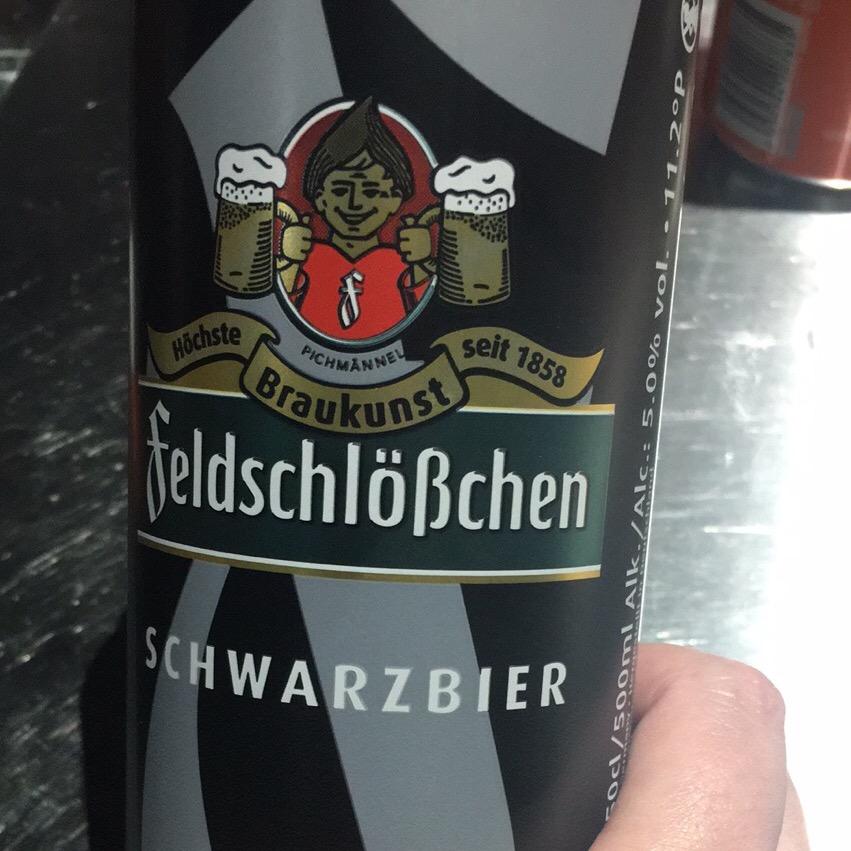 f
Höchste
PICHMÄNNEL
seit 1858
Braukunst
Feldschlößchen
SCHWARZBIER
50cl/500ml Alk./Alc.: 5.0% vol. • 11.2°P